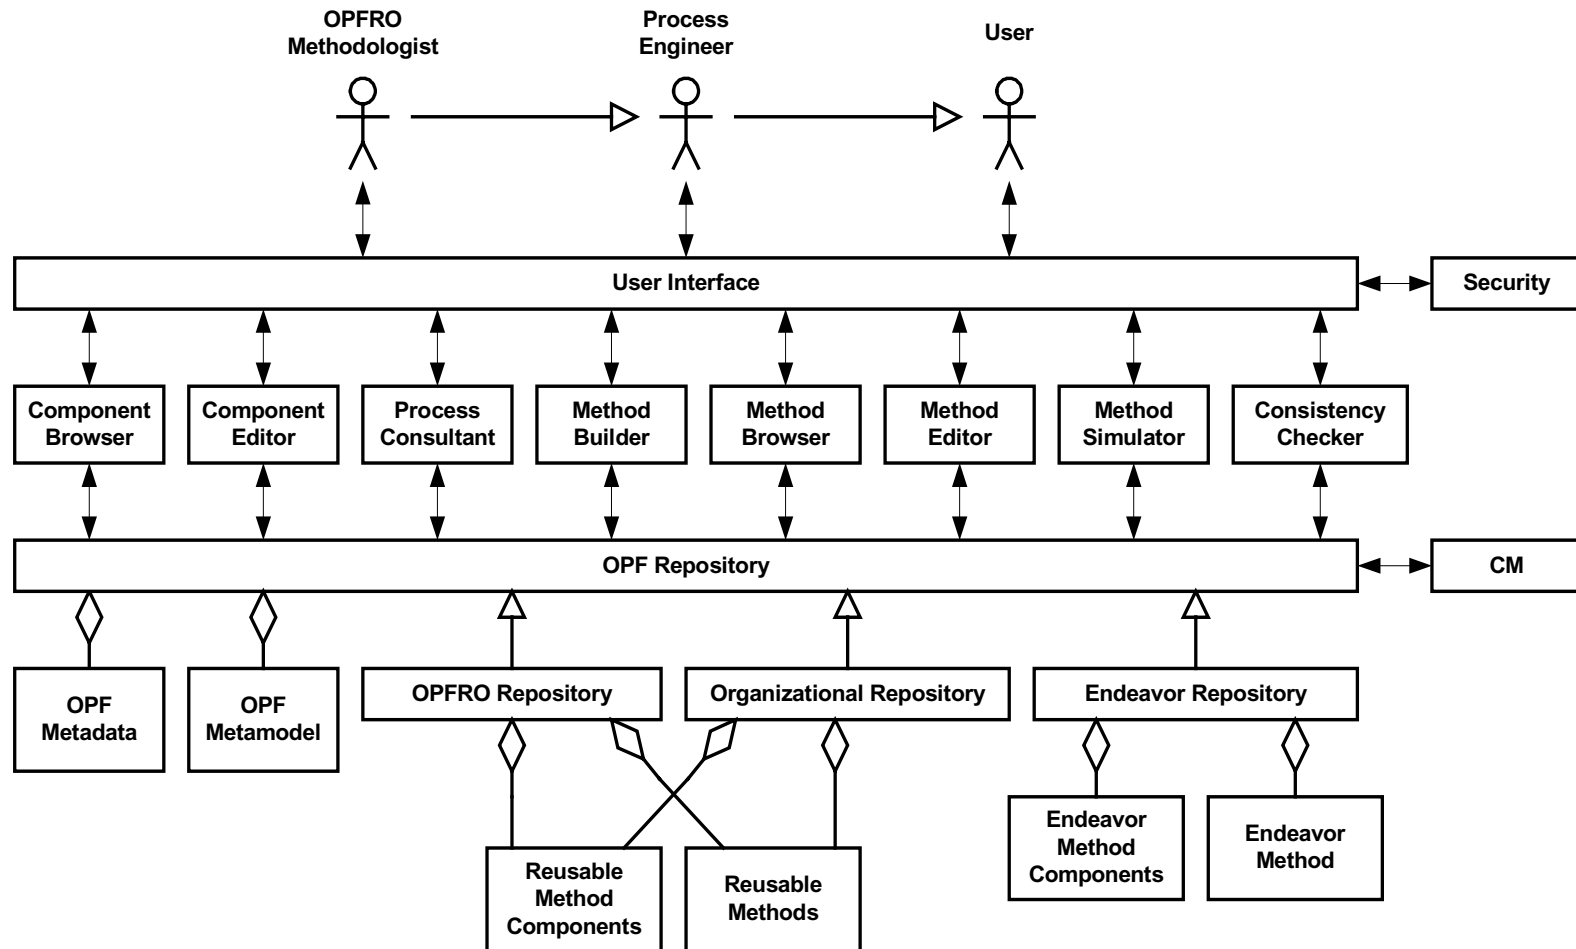 OPFRO
Methodologist
Process
Engineer
User
User Interface
Security
Component
Browser
Component
Editor
Process
Consultant
Method
Builder
Method
Browser
Method
Editor
Method
Simulator
Consistency
Checker
OPF Repository
CM
OPF
Metadata
OPF
Metamodel
OPFRO Repository
Organizational Repository
Endeavor Repository
Reusable
Method
Components
Reusable
Methods
Endeavor
Method
Components
Endeavor
Method